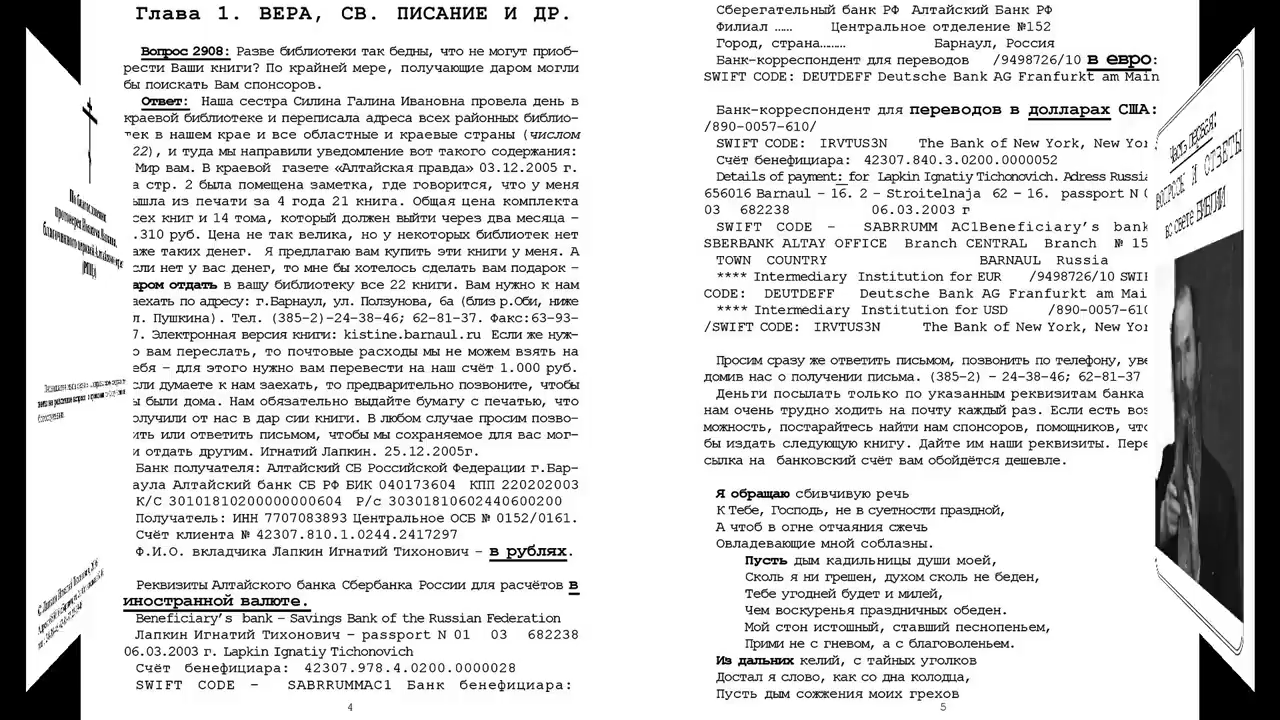 Глава 1. ВЕРА, СВ. ПИСАНИЕ И ДР.
Вопрос 2908: Разве библиотеки так бедны, что не могут приоб-
рести Ваши книги? По крайней мере, получающие даром могли
бы поискать Вам спонсоров.
Ответ: Наша сестра Силина Галина Ивановна провела день в
краевой библиотеке и переписала адреса всех районных библио-
тек в нашем крае и все областные и краевые страны (числом
22), и туда мы направили уведомление вот такого содержания:
Мир вам. В краевой газете «Алтайская правда» 03.12.2005 г.
а стр. 2 была помещена заметка, где говорится, что у меня
ышла из печати за 4 года 21 книга. Общая цена комплекта
сех книг и 14 тома, который должен выйти через два месяца –
.310 руб. Цена не так велика, но у некоторых библиотек нет
аже таких денег. Я предлагаю вам купить эти книги у меня. А
сли нет у вас денег, то мне бы хотелось сделать вам подарок –
аром отдать в вашу библиотеку все 22 книги. Вам нужно к нам
аехать по адресу: г.Барнаул, ул. Ползунова, 6а (близ р.Оби, ниже
л. Пушкина). Тел. (385-2)-24-38-46; 62-81-37. Факс:63-93-
7. Электронная версия книги: kistine.barnaul.ru Если же нуж-
о вам переслать, то почтовые расходы мы не можем взять на
ебя – для этого нужно вам перевести на наш счёт 1.000 руб.
сли думаете к нам заехать, то предварительно позвоните, чтобы
ы были дома. Нам обязательно выдайте бумагу с печатью, что
олучили от нас в дар сии книги. В любом случае просим позво-
ить или ответить письмом, чтобы мы сохраняемое для вас мог-
и отдать другим. Игнатий Лапкин. 25.12.2005г.
Банк получателя: Алтайский СБ Российской Федерации г.Бар-
аула Алтайский банк СБ РФ БИК 040173604 КПП 220202003
К/С 30101810200000000604 Р/с 30301810602440600200
Получатель: ИНН 7707083893 Центральное ОСБ № 0152/0161.
Счёт клиента № 42307.810.1.0244.2417297
Ф.И.О. вкладчика Лапкин Игнатий Тихонович – в рублях.
Реквизиты Алтайского банка Сбербанка России для расчётов в
иностранной валюте.
Beneficiary's bank – Savings Bank of the Russian Federation
Лапкин Игнатий Тихонович – passport N 01 03 682238
06.03.2003 г. Lapkin Ignatiy Tichonovich
Счёт бенефициара: 42307.978.4.0200.0000028
SWIFT CODE – SABRRUMMAC1 Банк бенефициара:
4
Сберегательный банк РФ Алтайский Банк РФ
Филиал …… Центральное отделение №152
Город, страна……… Барнаул, Россия
Банк-корреспондент для переводов /9498726/10 в евро:
SWIFT CODE: DEUTDEFF Deutsche Bank AG Franfurkt am Main
Банк-корреспондент для переводов в долларах США:
/890-0057-610/
SWIFT CODE: IRVTUS3N The Bank of New York, New Yo
Счёт бенефициара: 42307.840.3.0200.0000052
Details of payment: for Lapkin Ignatiy Tichonovich. Adress Russia
656016 Barnaul – 16. 2 – Stroitelnaja 62 – 16. passport N 0
03 682238 06.03.2003 г
SWIFT CODE – SABRRUMM AC1Beneficiary's bank
SBERBANK ALTAY OFFICE Branch CENTRAL Branch № 15
TOWN COUNTRY BARNAUL Russia
**** Intermediary Institution for EUR /9498726/10 SWIF
CODE: DEUTDEFF Deutsche Bank AG Franfurkt am Mai
**** Intermediary Institution for USD /890-0057-610
/SWIFT CODE: IRVTUS3N The Bank of New York, New Yo
Просим сразу же ответить письмом, позвонить по телефону, уве
домив нас о получении письма. (385-2) – 24-38-46; 62-81-37
Деньги посылать только по указанным реквизитам банка
нам очень трудно ходить на почту каждый раз. Если есть воз
можность, постарайтесь найти нам спонсоров, помощников, что
бы издать следующую книгу. Дайте им наши реквизиты. Пере
сылка на банковский счёт вам обойдётся дешевле.
Я обращаю сбивчивую речь
К Тебе, Господь, не в суетности праздной,
А чтоб в огне отчаяния сжечь
Овладевающие мной соблазны.
Пусть дым кадильницы души моей,
Сколь я ни грешен, духом сколь не беден,
Тебе угодней будет и милей,
Чем воскуренья праздничных обеден.
Мой стон истошный, ставший песнопеньем,
Прими не с гневом, а с благоволеньем.
Из дальних келий, с тайных уголков
Достал я слово, как со дна колодца,
Пусть дым сожжения моих грехов
5
Часть первая:
ВОПРОСЫ И ОТВЕТЫ
во свете БИБЛИИ